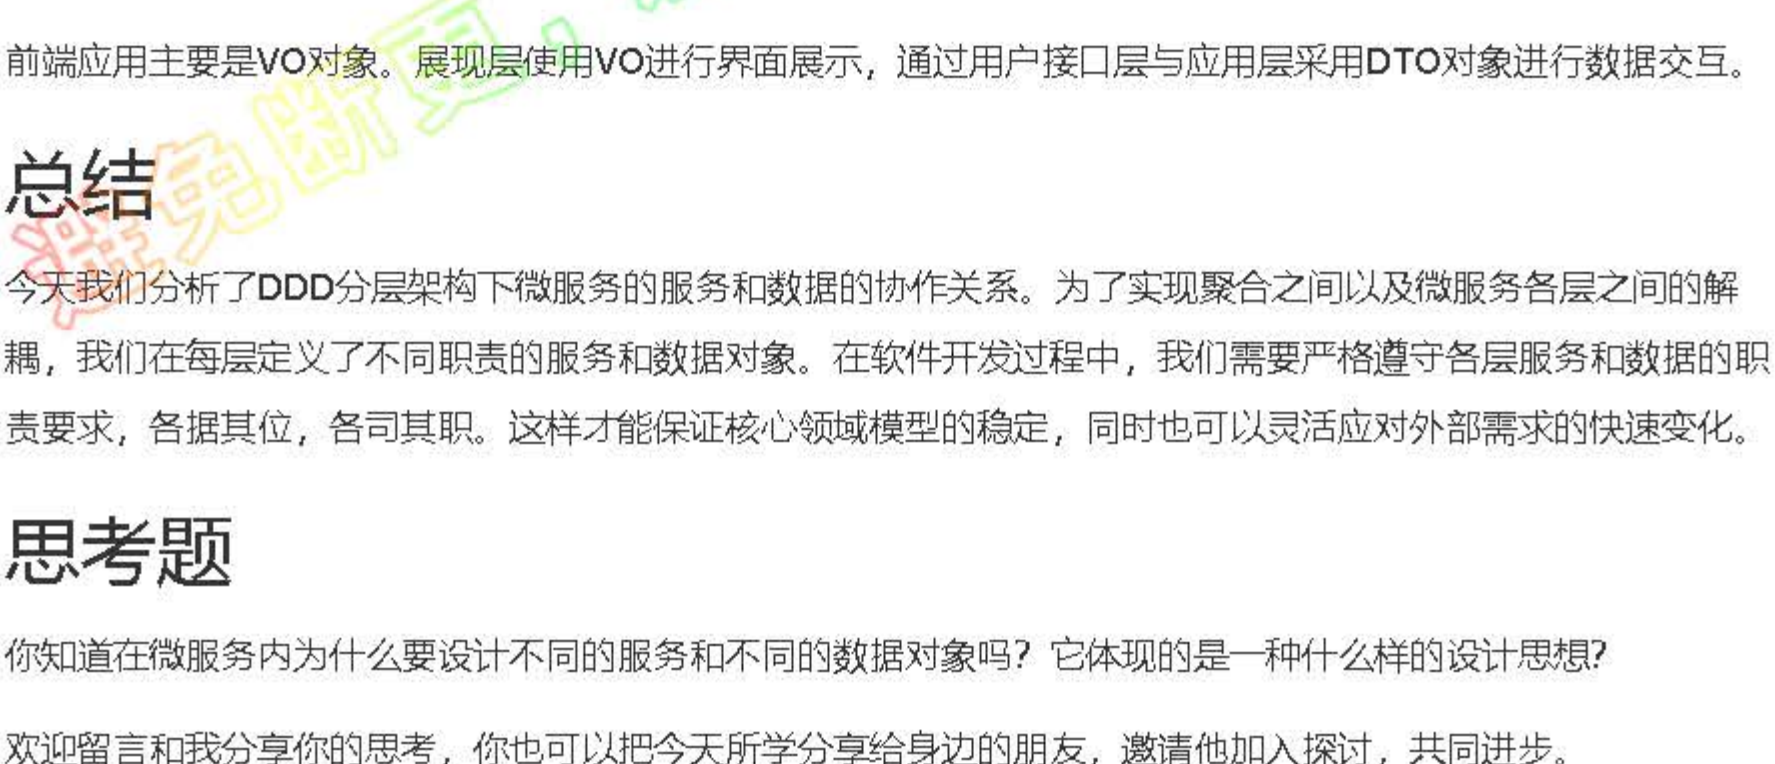 前端应用主要是VO对象。展现层使用VO进行界面展示，通过用户接口层与应用层采用DTO对象进行数据交互。
避免断更，
总结
今天我们分析了DDD分层架构下微服务的服务和数据的协作关系。为了实现聚合之间以及微服务各层之间的解
耦，我们在每层定义了不同职责的服务和数据对象。在软件开发过程中，我们需要严格遵守各层服务和数据的职
责要求，各据其位，各司其职。这样才能保证核心领域模型的稳定，同时也可以灵活应对外部需求的快速变化。
思考题
你知道在微服务内为什么要设计不同的服务和不同的数据对象吗？它体现的是一种什么样的设计思想？
欢迎留言和我分享你的思考，你也可以把今天所学分享给身边的朋友，邀请他加入探讨，共同进步。